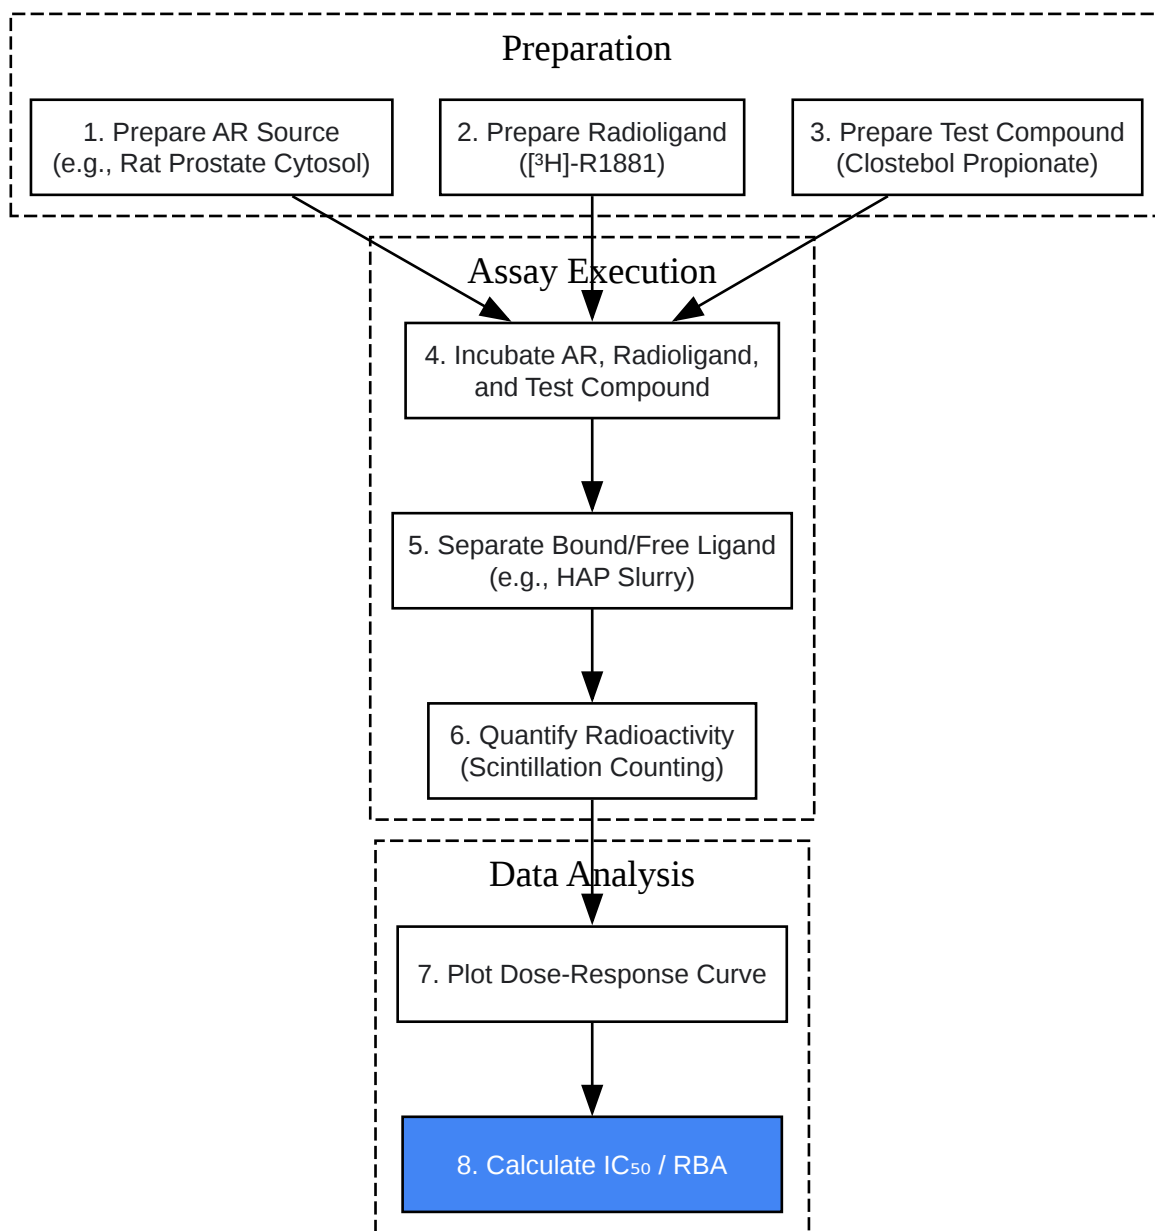 Preparation
1. Prepare AR Source
(e.g., Rat Prostate Cytosol)
2. Prepare Radioligand
([³H]-R1881)
3. Prepare Test Compound
(Clostebol Propionate)
Assay Execution
4. Incubate AR, Radioligand,
and Test Compound
5. Separate Bound/Free Ligand
(e.g., HAP Slurry)
6. Quantify Radioactivity
(Scintillation Counting)
Data Analysis
7. Plot Dose-Response Curve
8. Calculate IC₅₀ / RBA